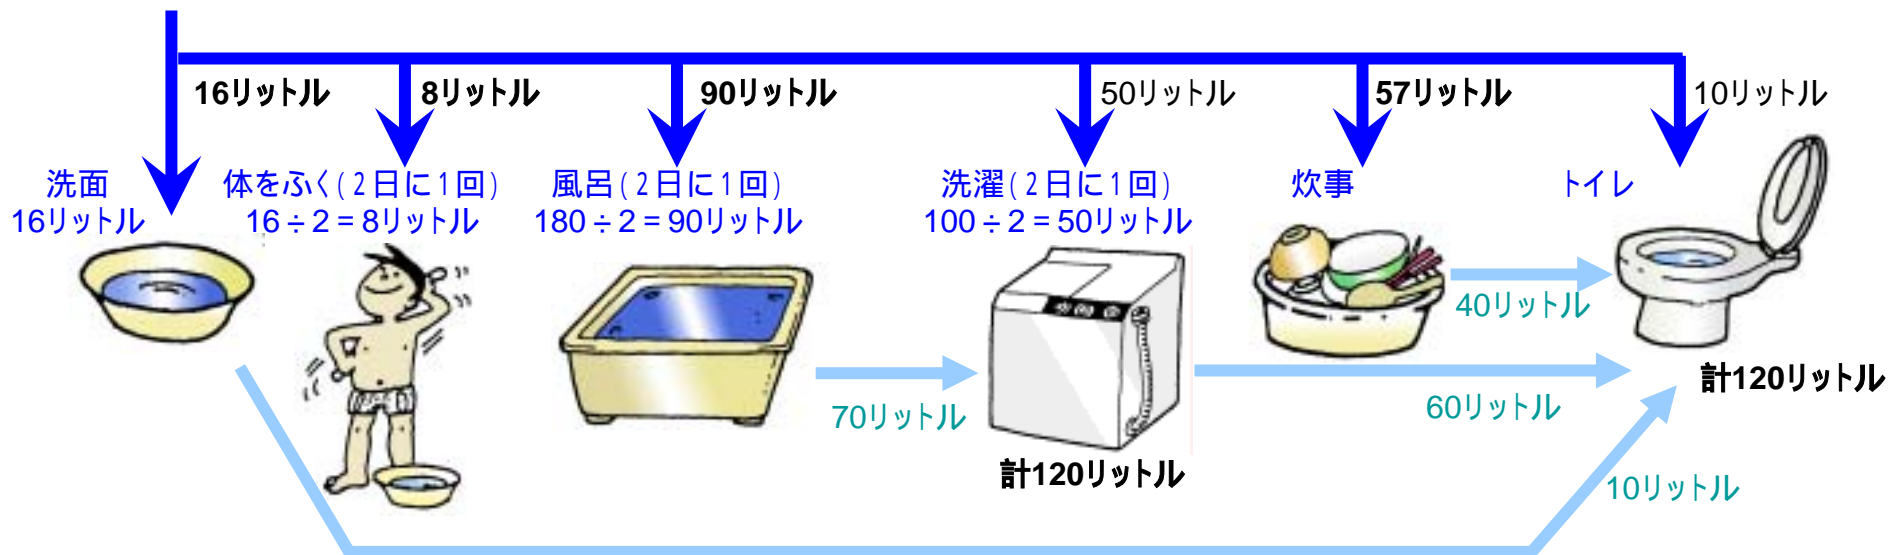 16リットル
8リットル
90リットル
50リットル
57リットル
10リットル
洗面
16リットル
体をふく(2日に1回)
16÷2=8リットル
風呂(2日に1回)
180÷2=90リットル
洗濯(2日に1回)
100÷2=50リットル
炊事
トイレ
40リットル
70リットル
60リットル
計120リットル
計120リットル
10リットル